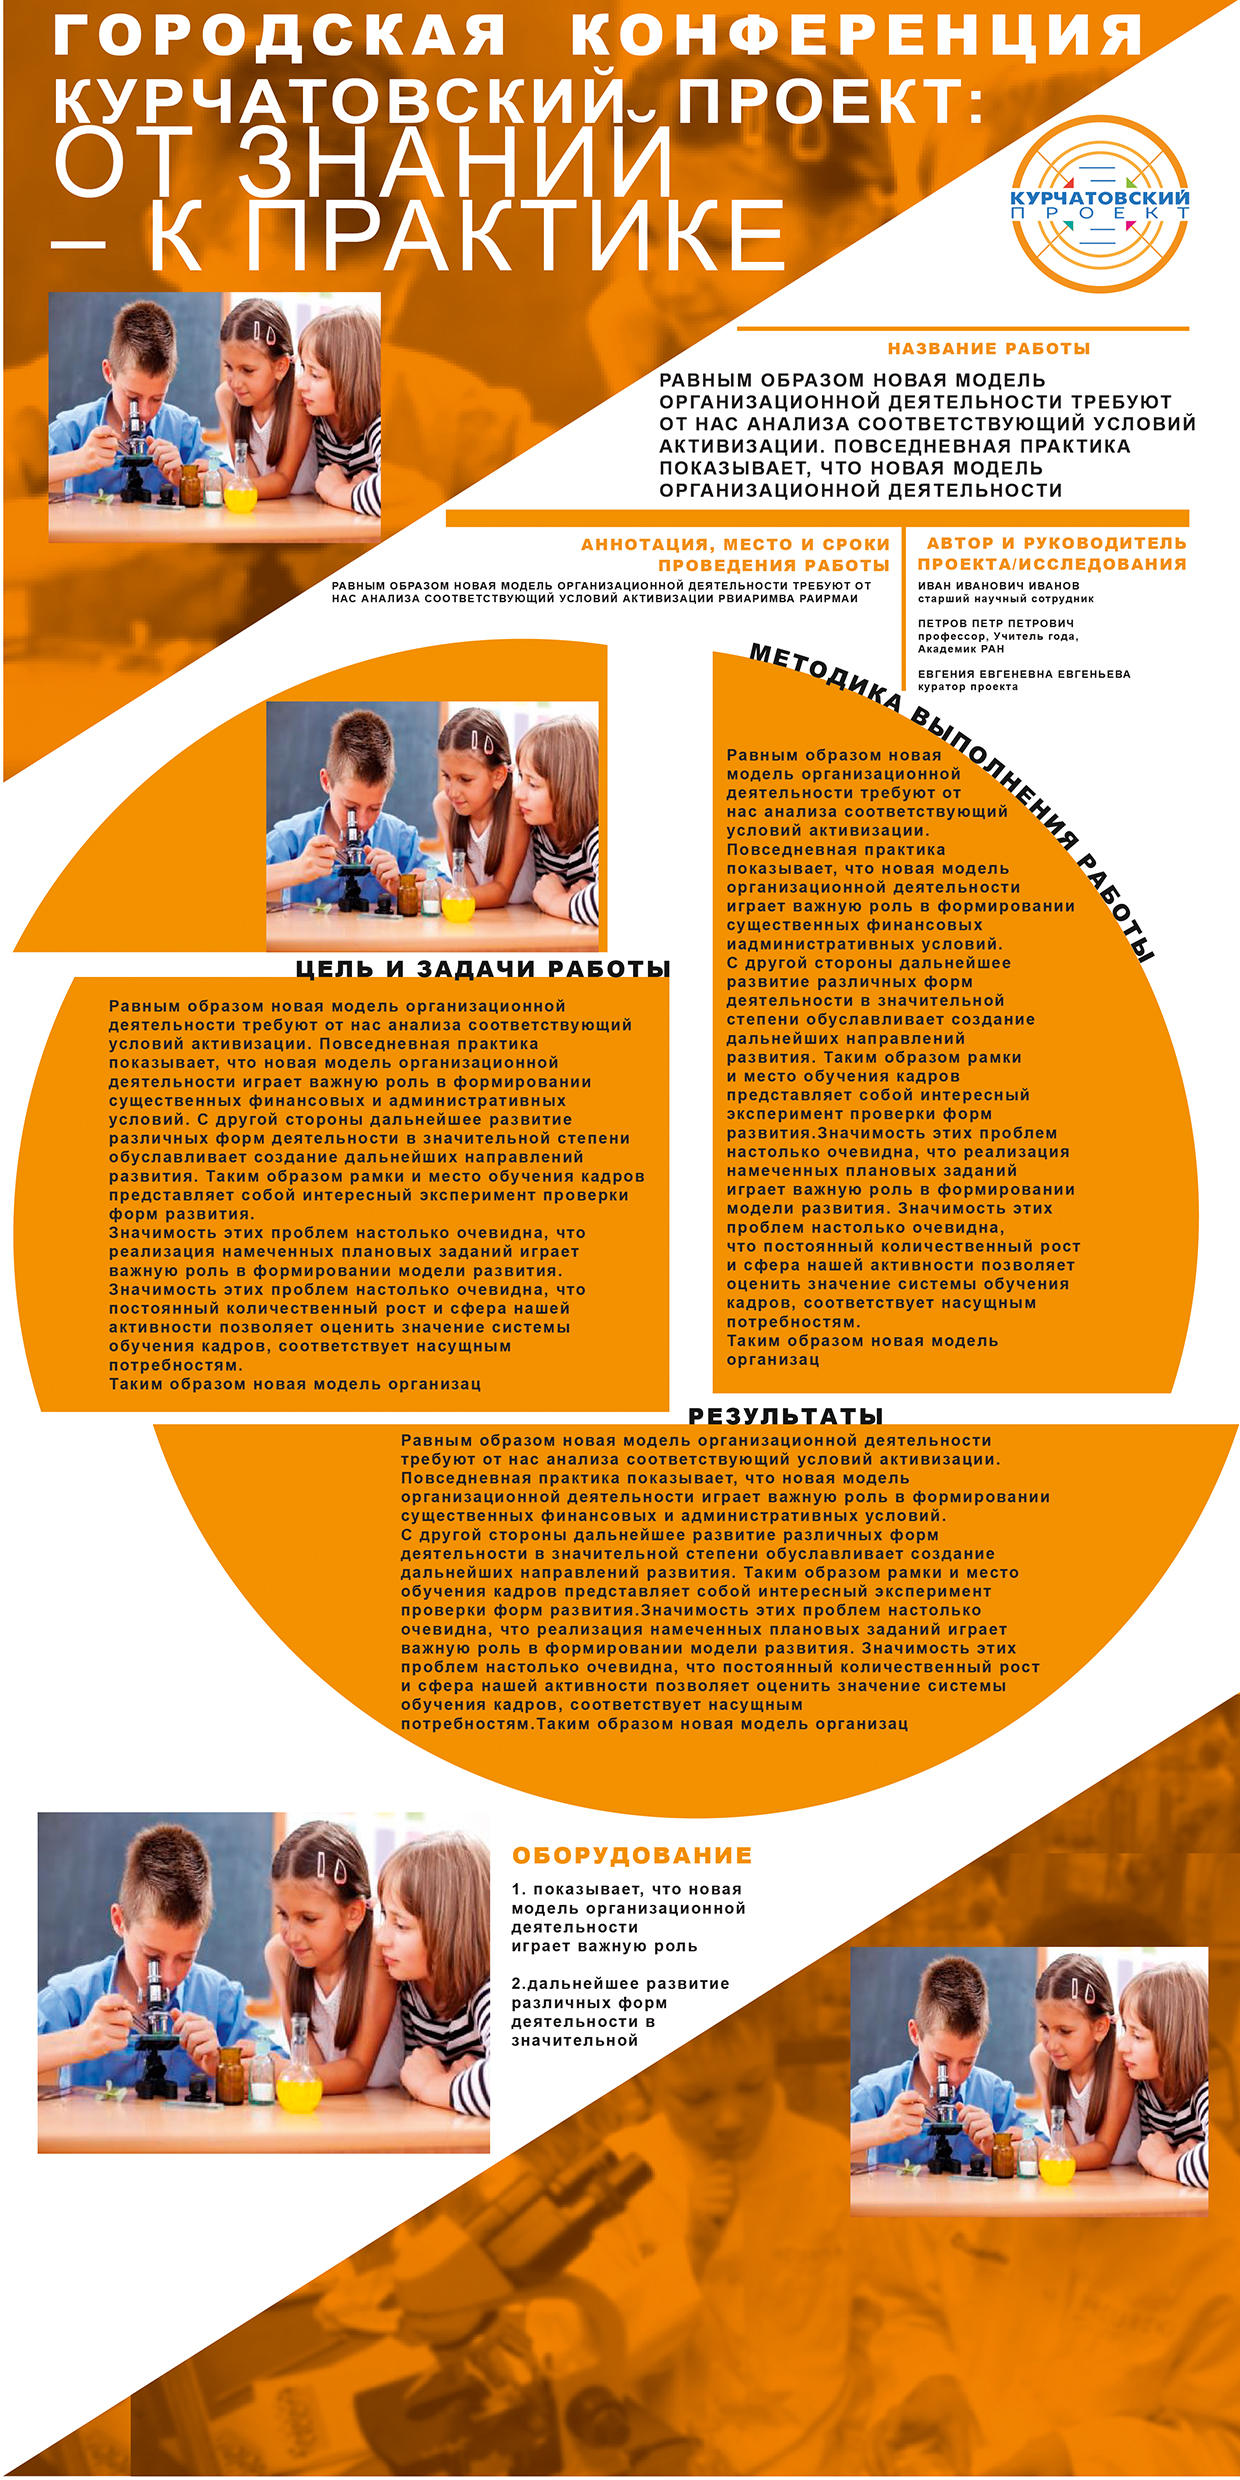 ГОРОДСКАЯ КОНФЕРЕНЦИЯ
КУРЧАТОВСКИЙ ПРОЕКТ:
ОТ ЗНАНИЙ
– К ПРАКТИКЕ
КУРЧАТОВСКИЙ
ПРОЕКТ
НАЗВАНИЕ РАБОТЫ
РАВНЫМ ОБРАЗОМ НОВАЯ МОДЕЛЬ
ОРГАНИЗАЦИОННОЙ ДЕЯТЕЛЬНОСТИ ТРЕБУЮТ
ОТ НАС АНАЛИЗА СООТВЕТСТВУЮЩИЙ УСЛОВИЙ
АКТИВИЗАЦИИ. ПОВСЕДНЕВНАЯ ПРАКТИКА
ПОКАЗЫВАЕТ, ЧТО НОВАЯ МОДЕЛЬ
ОРГАНИЗАЦИОННОЙ ДЕЯТЕЛЬНОСТИ
АННОТАЦИЯ, МЕСТО И СРОКИ
ПРОВЕДЕНИЯ РАБОТЫ
РАВНЫМ ОБРАЗОМ НОВАЯ МОДЕЛЬ ОРГАНИЗАЦИОННОЙ ДЕЯТЕЛЬНОСТИ ТРЕБУЮТ ОТ
НАС АНАЛИЗА СООТВЕТСТВУЮЩИЙ УСЛОВИЙ АКТИВИЗАЦИИ РВИАРИМВА РАИРМАИ
АВТОР И РУКОВОДИТЕЛЬ
ПРОЕКТА/ИССЛЕДОВАНИЯ
ИВАН ИВАНОВИЧ ИВАНОВ
старший научный сотрудник
ПЕТРОВ ПЕТР ПЕТРОВИЧ
профессор, Учитель года,
Академик РАН
ЕВГЕНИЯ ЕВГЕНЕВНА ЕВГЕНЬЕВА
куратор проекта
МЕТОДИКА ВЫПОЛНЕНИЯ РАБОТЫ
Равным образом новая
модель организационной
деятельности требуют от
нас анализа соответствующий
условий активизации.
Повседневная практика
показывает, что новая модель
организационной деятельности
играет важную роль в формировании
существенных финансовых
иадминистративных условий.
С другой стороны дальнейшее
развитие различных форм
деятельности в значительной
степени обуславливает создание
дальнейших направлений
развития. Таким образом рамки
и место обучения кадров
представляет собой интересный
эксперимент проверки форм
развития.Значимость этих проблем
настолько очевидна, что реализация
намеченных плановых заданий
играет важную роль в формировании
модели развития. Значимость этих
проблем настолько очевидна,
что постоянный количественный рост
и сфера нашей активности позволяет
оценить значение системы обучения
кадров, соответствует насущным
потребностям.
Таким образом новая модель
организац
ЦЕЛЬ И ЗАДАЧИ РАБОТЫ
Равным образом новая модель организационной
деятельности требуют от нас анализа соответствующий
условий активизации. Повседневная практика
показывает, что новая модель организационной
деятельности играет важную роль в формировании
существенных финансовых и административных
условий. С другой стороны дальнейшее развитие
различных форм деятельности в значительной степени
обуславливает создание дальнейших направлений
развития. Таким образом рамки и место обучения кадров
представляет собой интересный эксперимент проверки
форм развития.
Значимость этих проблем настолько очевидна, что
реализация намеченных плановых заданий играет
важную роль в формировании модели развития.
Значимость этих проблем настолько очевидна, что
постоянный количественный рост и сфера нашей
активности позволяет оценить значение системы
обучения кадров, соответствует насущным
потребностям.
Таким образом новая модель организац
РЕЗУЛЬТАТЫ
Равным образом новая модель организационной деятельности
требуют от нас анализа соответствующий условий активизации.
Повседневная практика показывает, что новая модель
организационной деятельности играет важную роль в формировании
существенных финансовых и административных условий.
С другой стороны дальнейшее развитие различных форм
деятельности в значительной степени обуславливает создание
дальнейших направлений развития. Таким образом рамки и место
обучения кадров представляет собой интересный эксперимент
проверки форм развития.Значимость этих проблем настолько
очевидна, что реализация намеченных плановых заданий играет
важную роль в формировании модели развития. Значимость этих
проблем настолько очевидна, что постоянный количественный рост
и сфера нашей активности позволяет оценить значение системы
обучения кадров, соответствует насущным
потребностям.Таким образом новая модель организац
ОБОРУДОВАНИЕ
1. показывает, что новая
модель организационной
деятельности
играет важную роль
2.дальнейшее развитие
различных форм
деятельности в
значительной